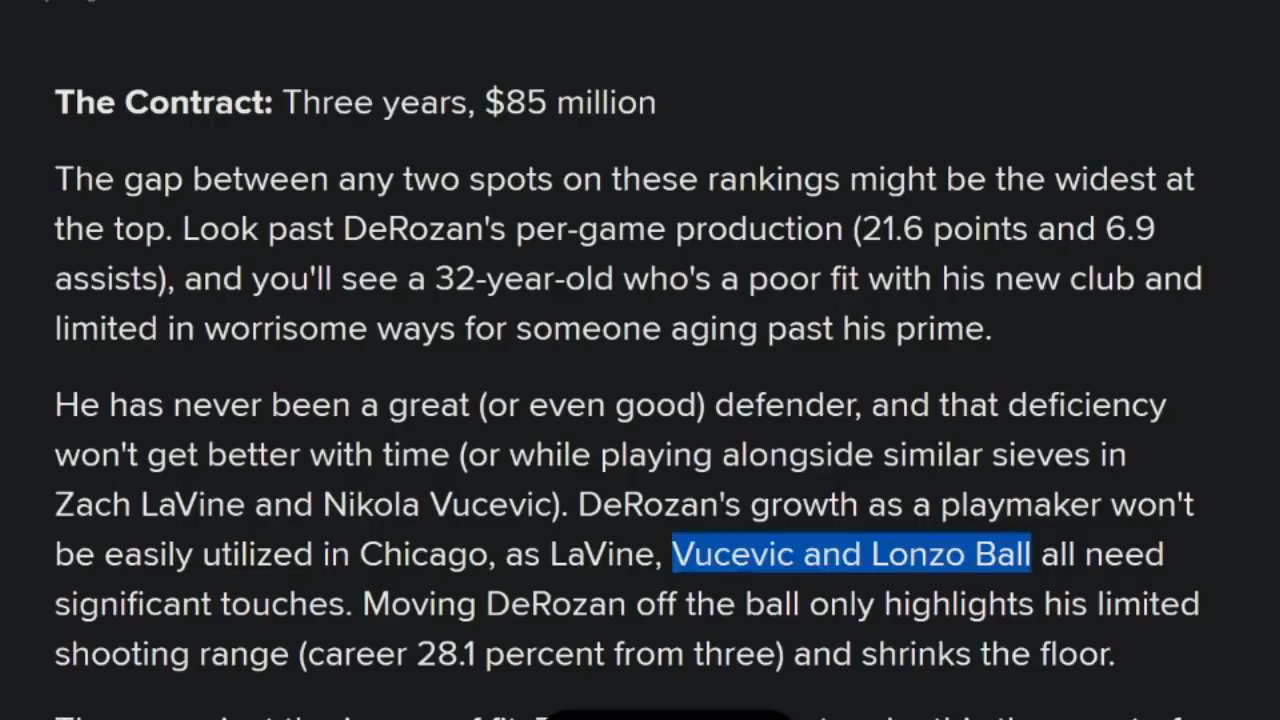 The Contract: Three years, $85 million
The gap between any two spots on these rankings might be the widest at
the top. Look past DeRozan's per-game production (21.6 points and 6.9
assists), and you'll see a 32-year-old who's a poor fit with his new club and
limited in worrisome ways for someone aging past his prime.
He has never been a great (or even good) defender, and that deficiency
won't get better with time (or while playing alongside similar sieves in
Zach LaVine and Nikola Vucevic). DeRozan's growth as a playmaker won't
be easily utilized in Chicago, as LaVine, Vucevic and Lonzo Ball all need
significant touches. Moving DeRozan off the ball only highlights his limited
shooting range (career 28.1 percent from three) and shrinks the floor.